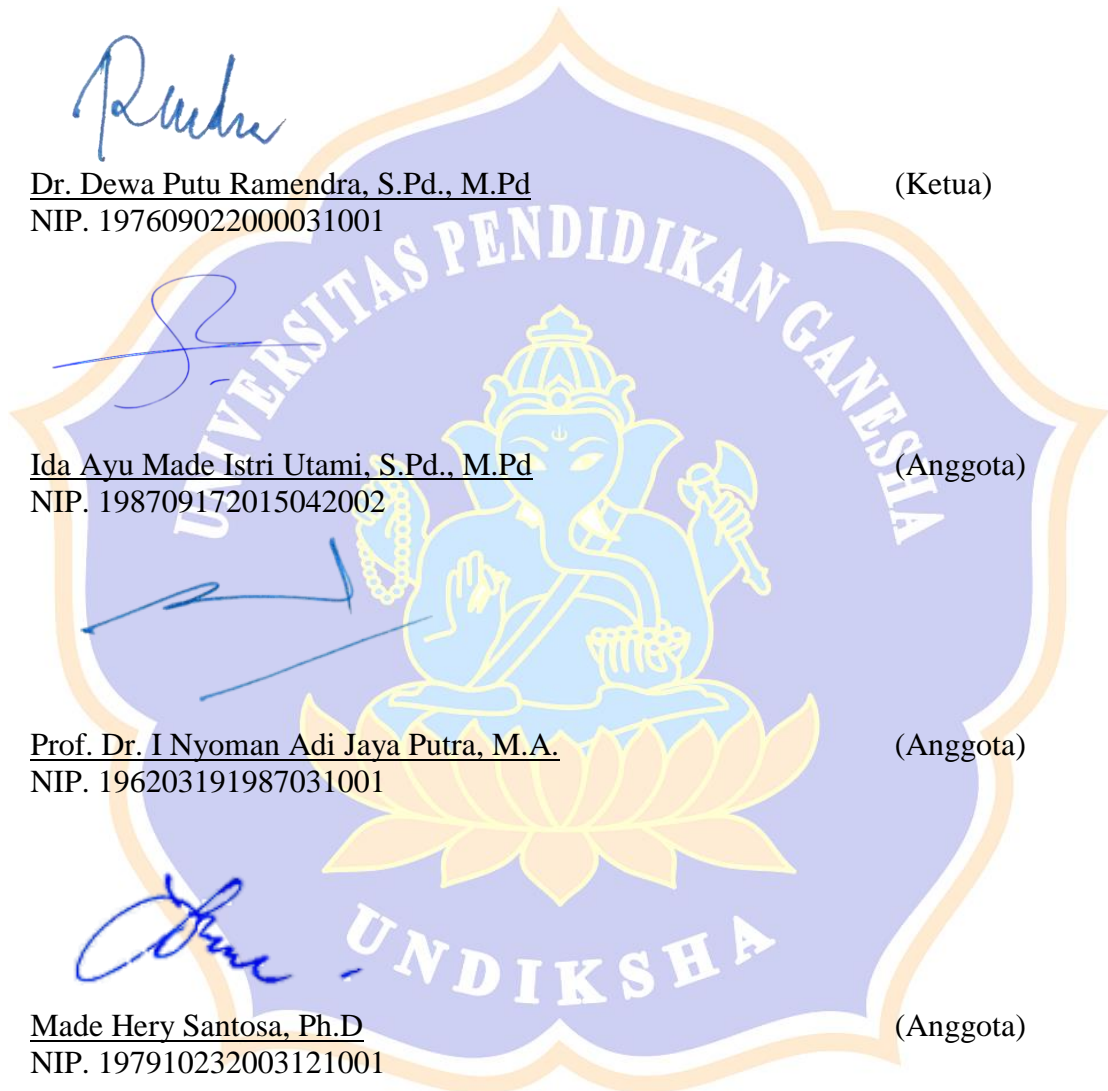 Dr. Dewa Putu Ramendra, S.Pd., M.Pd (Ketua)
NIP. 197609022000031001
UNIVERSITAS PENDIDIKAN GANESHA
Ida Ayu Made Istri Utami, S.Pd., M.Pd (Anggota)
NIP. 198709172015042002
Prof. Dr. I Nyoman Adi Jaya Putra, M.A. (Anggota)
NIP. 196203191987031001
UNDIKSHA
Made Hery Santosa, Ph.D (Anggota)
NIP. 197910232003121001